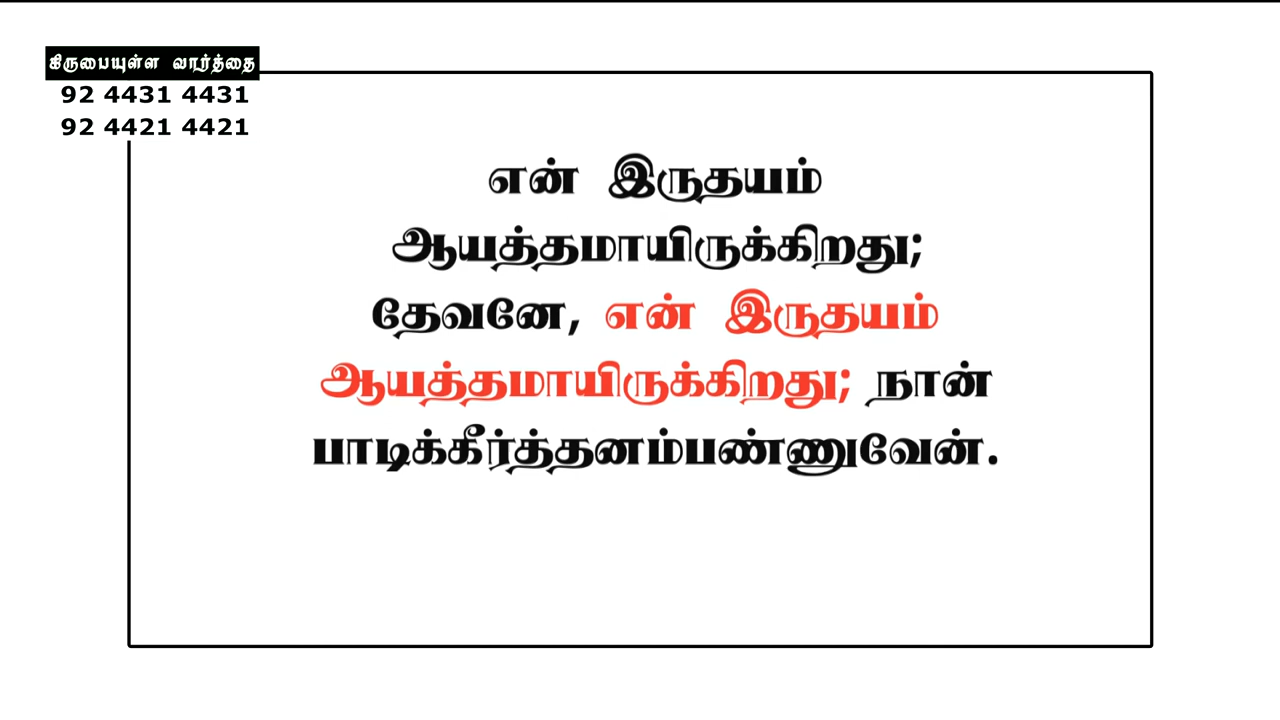 கிருபையுள்ள வார்த்தை
92 4431 4431
92 4421 4421
என் இருதயம்
ஆயத்தமாயிருக்கிறது;
தேவனே, என் இருதயம்
ஆயத்தமாயிருக்கிறது; நான்
பாடிக்கீர்த்தனம்பண்ணுவேன்.